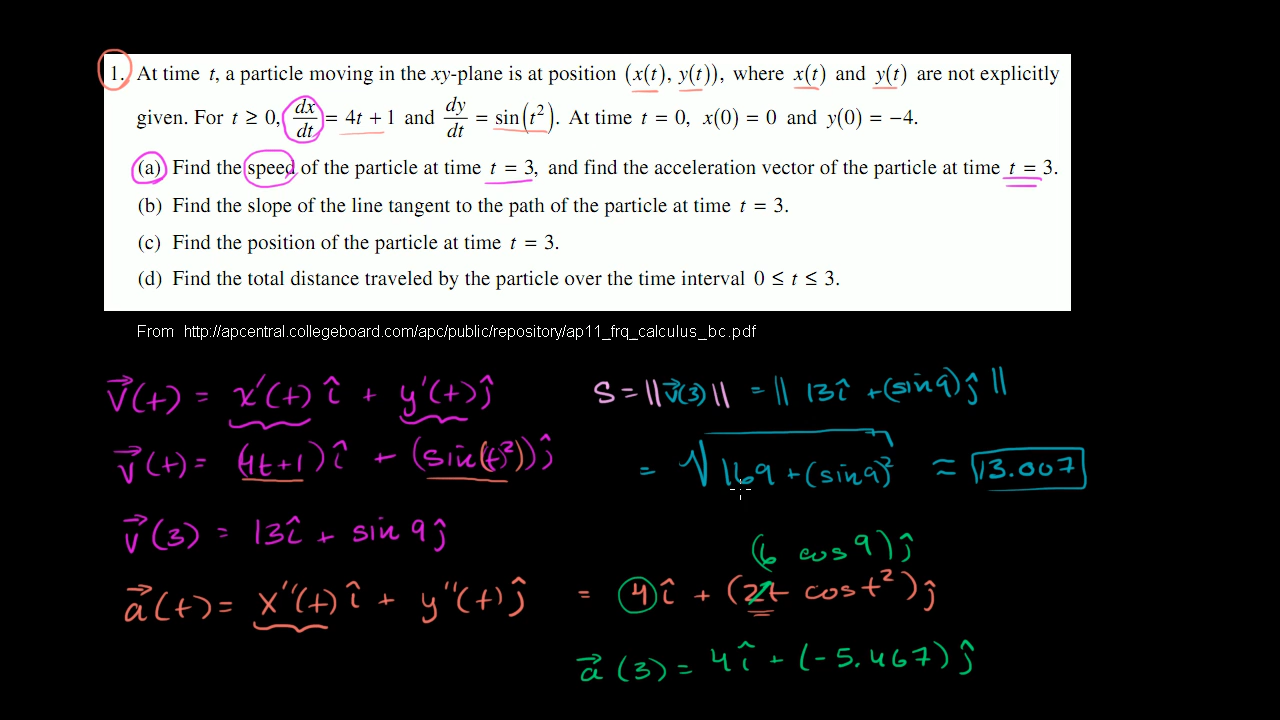 1. At time t, a particle moving in the xy-plane is at position (x(t), y(t)), where x(t) and y(t) are not explicitly
given. For t ≥ 0, dx/dt = 4t + 1 and dy/dt = sin(t²). At time t = 0, x(0) = 0 and y(0) = −4.
(a) Find the speed of the particle at time t = 3, and find the acceleration vector of the particle at time t = 3.
(b) Find the slope of the line tangent to the path of the particle at time t = 3.
(c) Find the position of the particle at time t = 3.
(d) Find the total distance traveled by the particle over the time interval 0 ≤ t ≤ 3.
From http://apcentral.collegeboard.com/apc/public/repository/ap11_frq_calculus_bc.pdf
v⃗(t) = x'(t) î + y'(t) ĵ
S = ||v⃗(3)|| = || 13î + (sin 9) ĵ ||
v⃗(t) = (4t+1) î + (sin(t²)) ĵ
= √(169 + (sin 9)²) ≈ 13.007
v⃗(3) = 13î + sin 9 ĵ
(6 cos 9) ĵ
a⃗(t) = x''(t) î + y''(t) ĵ = 4 î + (2t cos t²) ĵ
a⃗(3) = 4 î + (−5.467) ĵ